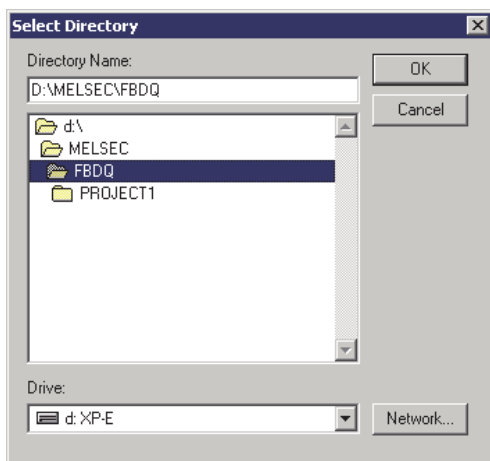 Select Directory
Directory Name:
OK
D:\MELSEC\FBDQ
Cancel
d:\
MELSEC
FBDQ
PROJECT1
Drive:
d: XP-E
Network...